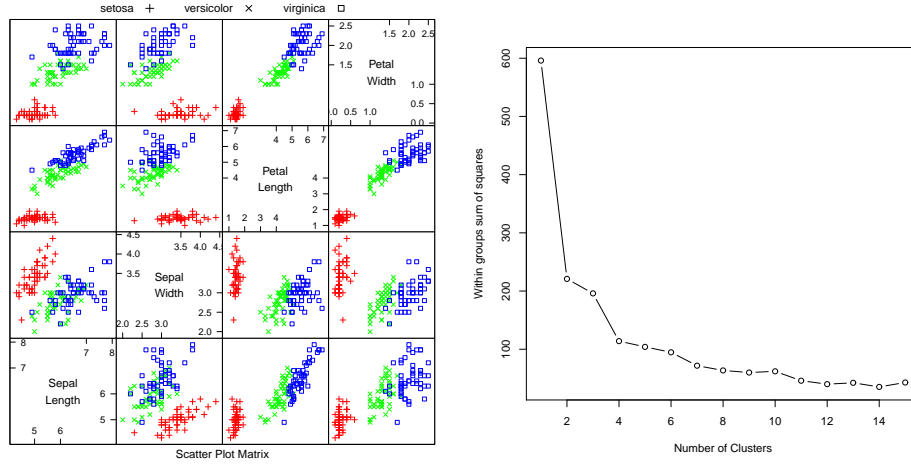 setosa + versicolor × virginica □
1.5 2.0 2.5
2.5
2.0
1.5
Petal
Width
1.0
0.5
0.0
0.0 0.5 1.0
7
6
5
4
4 5 6 7
Petal
Length
1 2 3 4
4
3
2
1
4.5
4.0
3.5
3.5 4.0 4.5
Sepal
Width
3.0
2.5
2.0
2.0 2.5 3.0
8
7
7 8
Sepal
Length
6
5
5 6
Scatter Plot Matrix
Within groups sum of squares
600
500
400
300
200
100
2 4 6 8 10 12 14
Number of Clusters